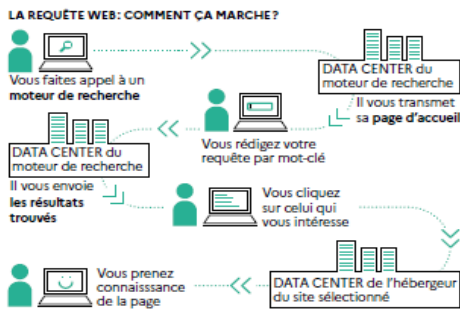 LA REQUÊTE WEB: COMMENT ÇA MARCHE?
Vous faites appel à un
moteur de recherche
DATA CENTER du
moteur de recherche
Il vous transmet
sa page d'accueil
Vous rédigez votre
requête par mot-clé
DATA CENTER du
moteur de recherche
Il vous envoie
les résultats
trouvés
Vous cliquez
sur celui qui
vous intéresse
DATA CENTER de l'hébergeur
du site sélectionné
Vous prenez
connaisssance
de la page